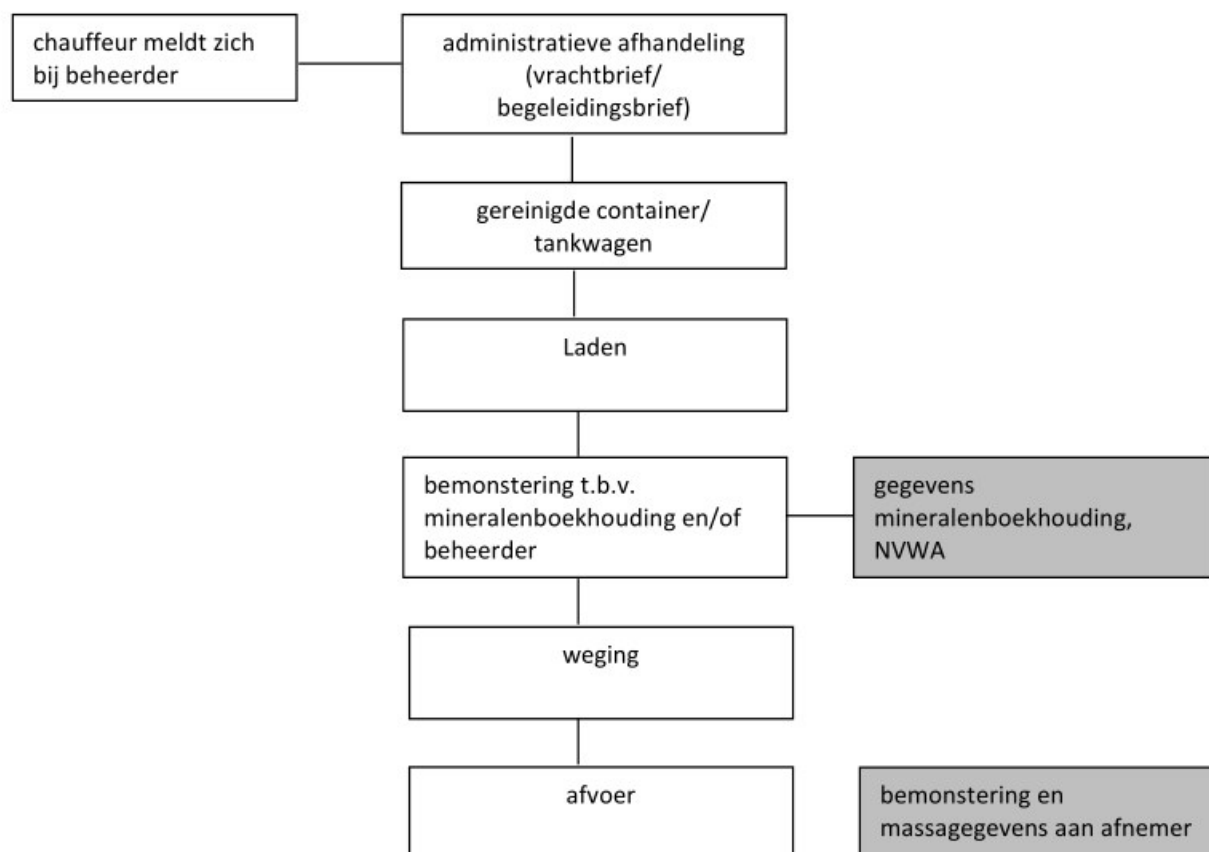 chauffeur meldt zich
bij beheerder
administratieve afhandeling
(vrachtbrief/
begeleidingsbrief)
gereinigde container/
tankwagen
Laden
bemonstering t.b.v.
mineralenboekhouding en/of
beheerder
gegevens
mineralenboekhouding,
NVWA
weging
afvoer
bemonstering en
massagegevens aan afnemer